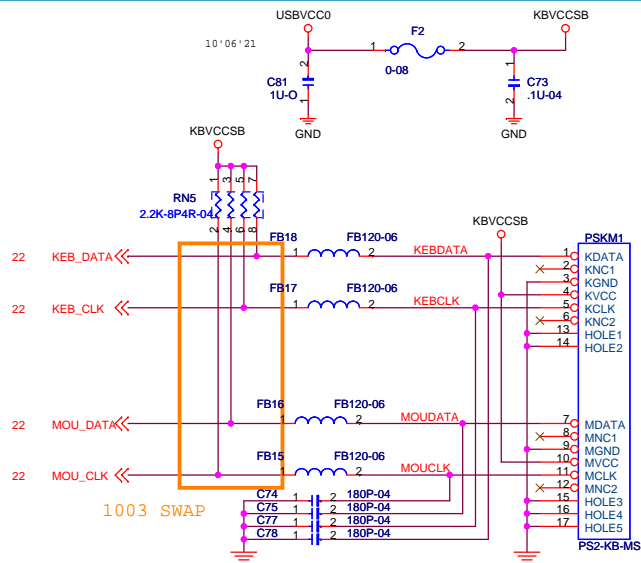 USBVCC0
F2
KBVCCSB
10'06'21
1
2
0-08
2
C81
1U-O
1
GND
1
C73
.1U-04
2
GND
KBVCCSB
1 3 5 7
RN5
2.2K-8P4R-04
2 4 6 8
KBVCCSB
PSKM1
22 KEB_DATA
FB18
1
FB120-06
2
KEBDATA
1 KDATA
2 KNC1
3 KGND
4 KVCC
22 KEB_CLK
FB17
1
FB120-06
2
KEBCLK
5 KCLK
6 KNC2
13 HOLE1
14 HOLE2
22 MOU_DATA
FB16
1
FB120-06
2
MOUDATA
7 MDATA
8 MNC1
9 MGND
10 MVCC
22 MOU_CLK
FB15
1
FB120-06
2
MOUCLK
11 MCLK
12 MNC2
15 HOLE3
16 HOLE4
17 HOLE5
PS2-KB-MS
C74 1 2 180P-04
C75 1 2 180P-04
C77 1 2 180P-04
C78 1 2 180P-04
1003 SWAP